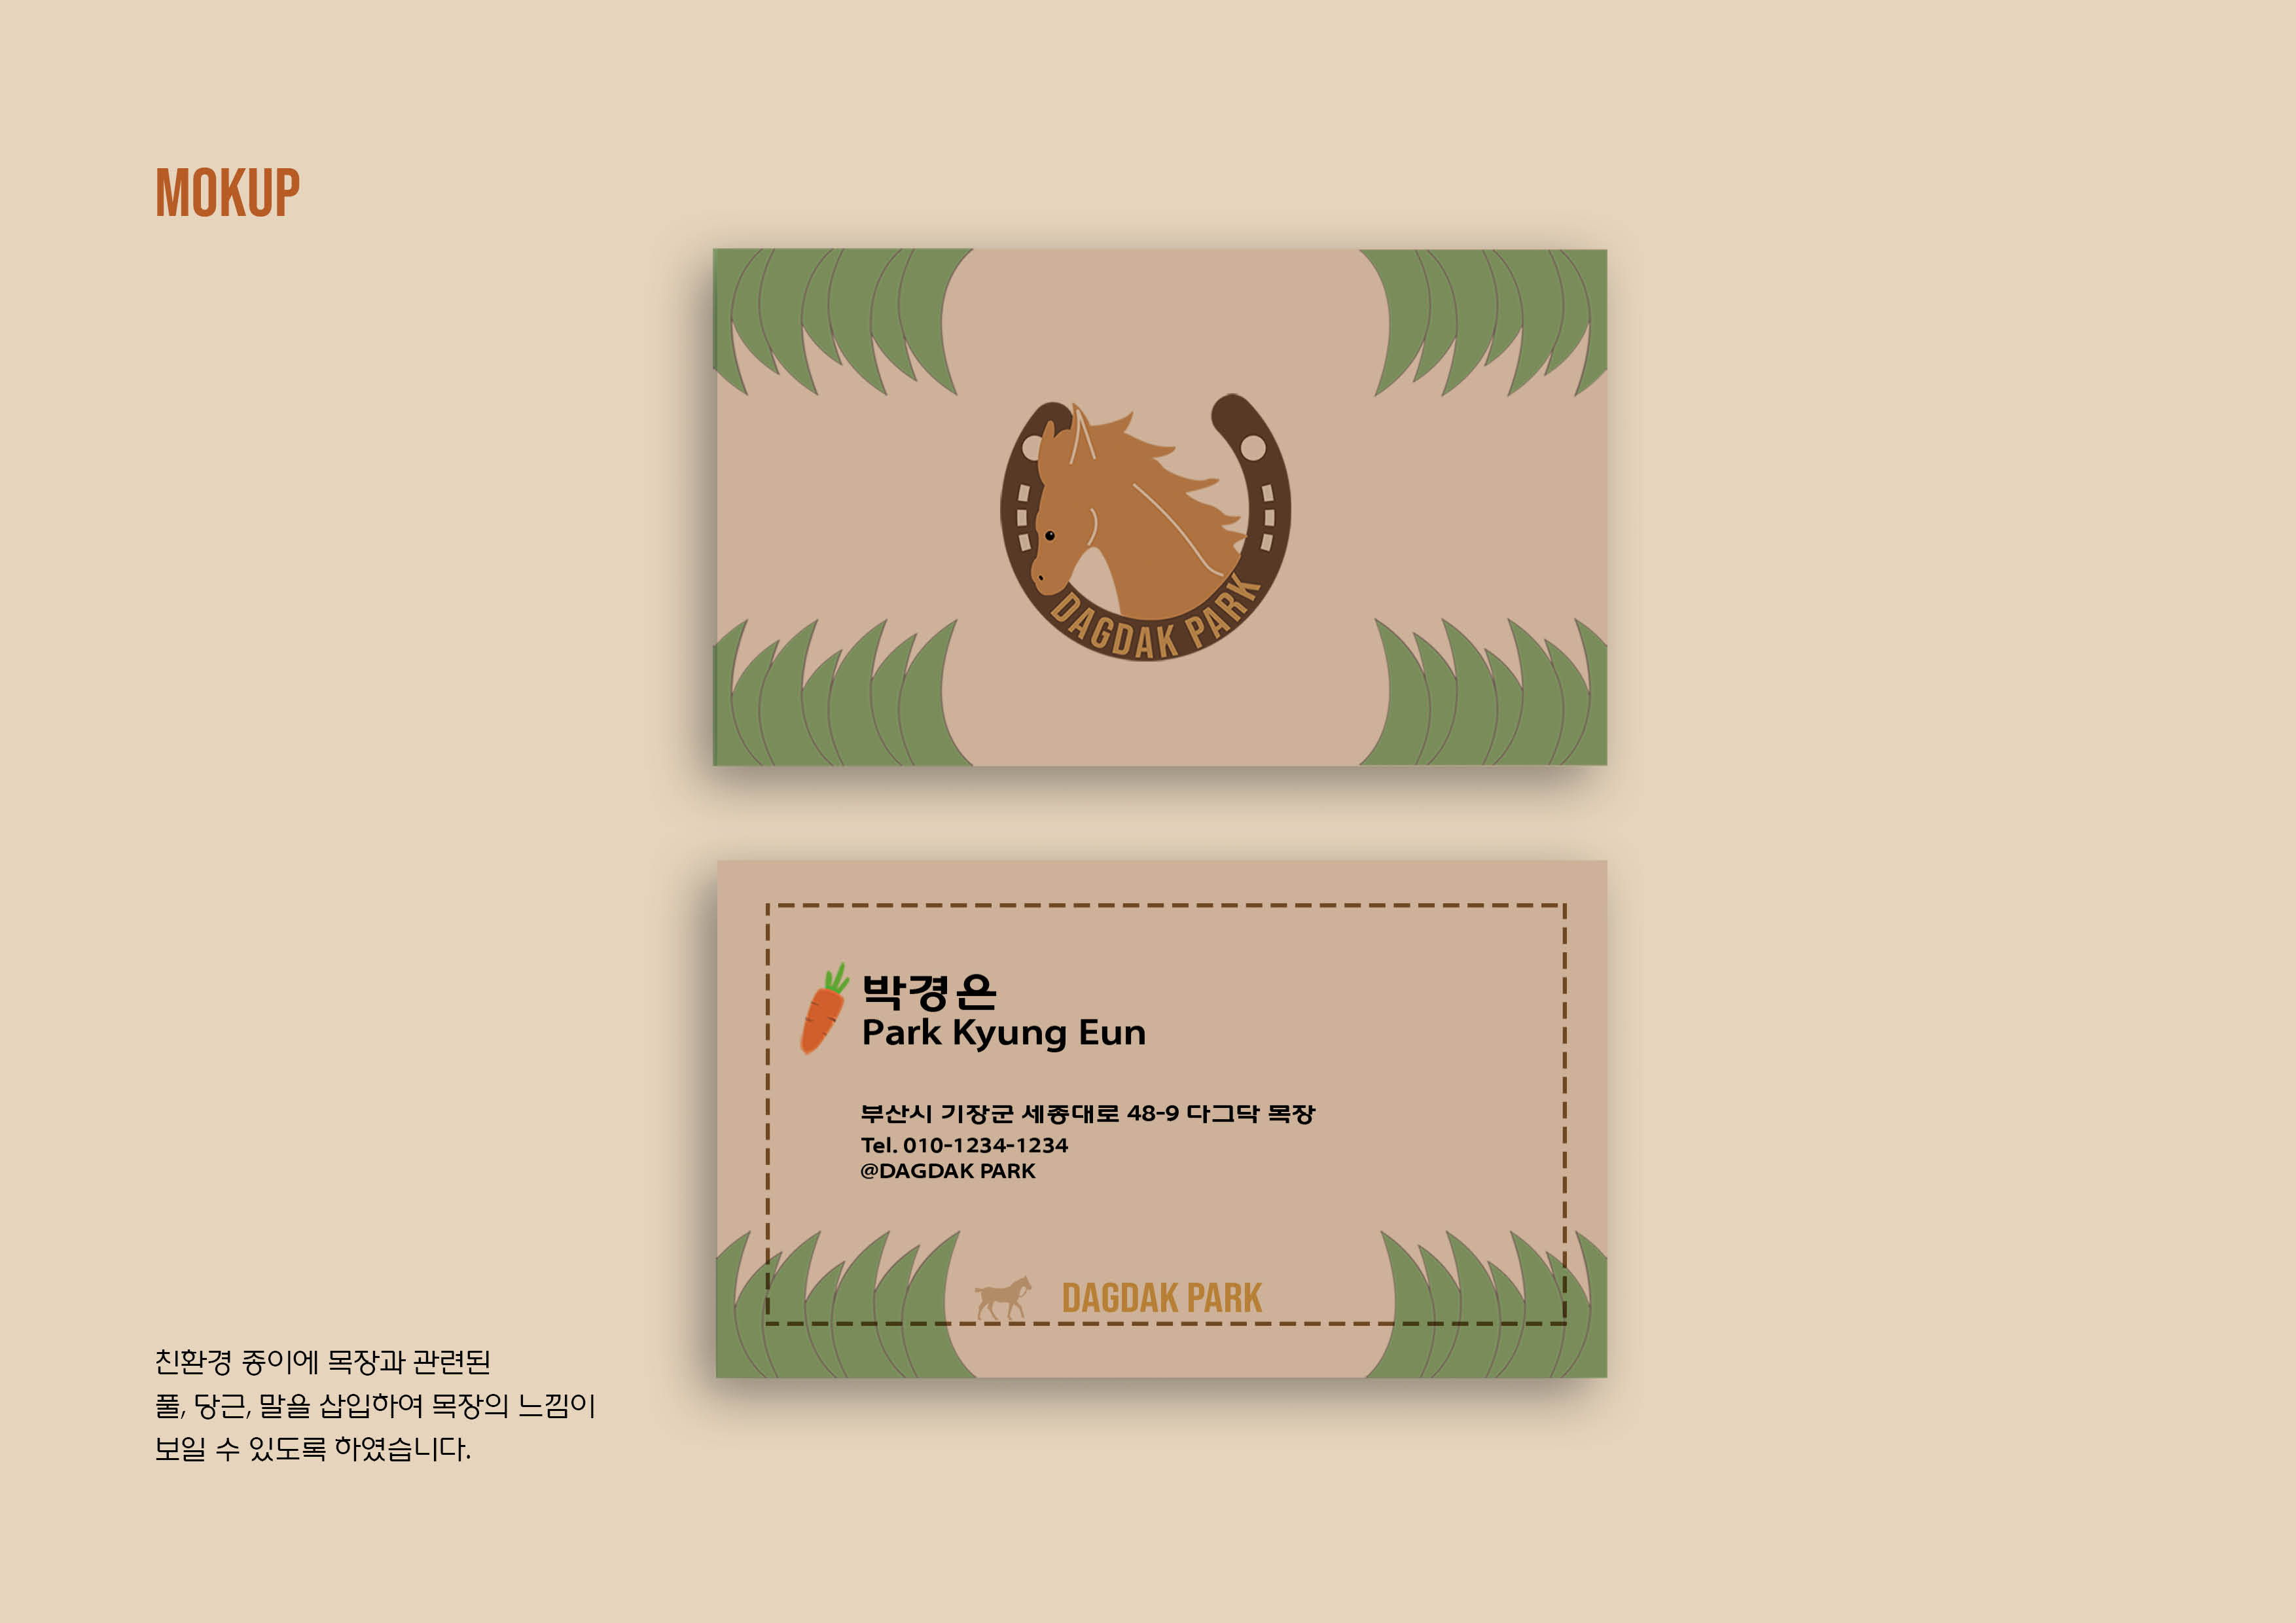 MOKUP
DAGDAK PARK
박경은
Park Kyung Eun
부산시 기장군 세종대로 48-9 다그닥 목장
Tel. 010-1234-1234
@DAGDAK PARK
DAGDAK PARK
친환경 종이에 목장과 관련된
풀, 당근, 말을 삽입하여 목장의 느낌이
보일 수 있도록 하였습니다.